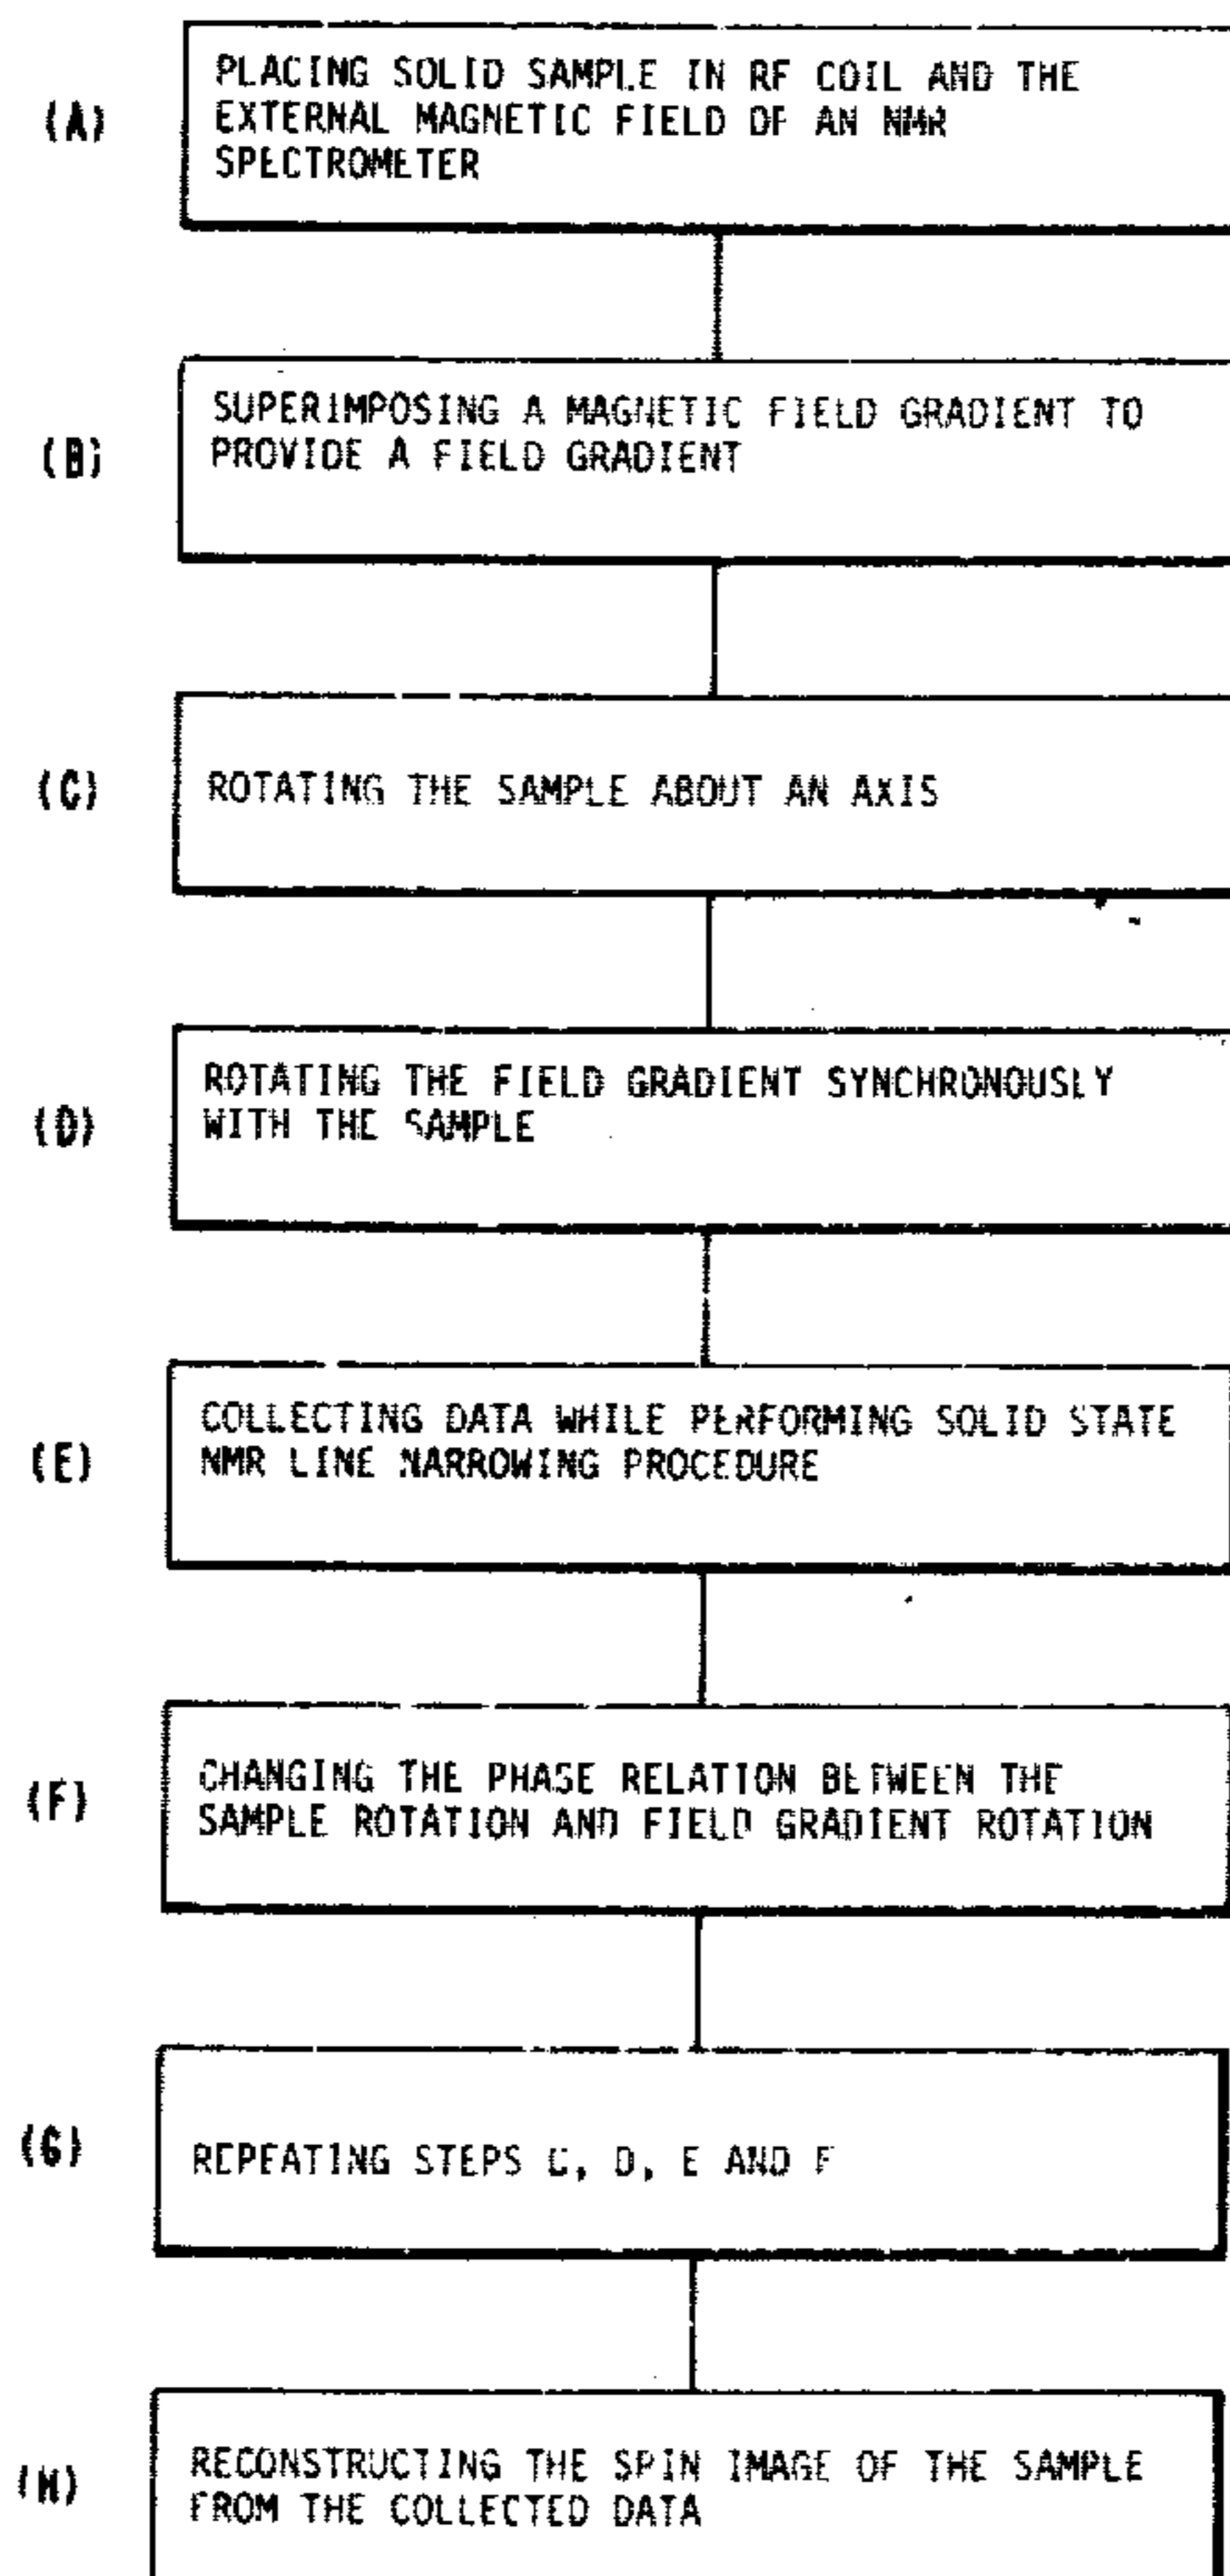 (A)
PLACING SOLID SAMPLE IN RF COIL AND THE
EXTERNAL MAGNETIC FIELD OF AN NMR
SPECTROMETER
(B)
SUPERIMPOSING A MAGNETIC FIELD GRADIENT TO
PROVIDE A FIELD GRADIENT
(C)
ROTATING THE SAMPLE ABOUT AN AXIS
(D)
ROTATING THE FIELD GRADIENT SYNCHRONOUSLY
WITH THE SAMPLE
(E)
COLLECTING DATA WHILE PERFORMING SOLID STATE
NMR LINE NARROWING PROCEDURE
(F)
CHANGING THE PHASE RELATION BETWEEN THE
SAMPLE ROTATION AND FIELD GRADIENT ROTATION
(G)
REPEATING STEPS C, D, E AND F
(H)
RECONSTRUCTING THE SPIN IMAGE OF THE SAMPLE
FROM THE COLLECTED DATA